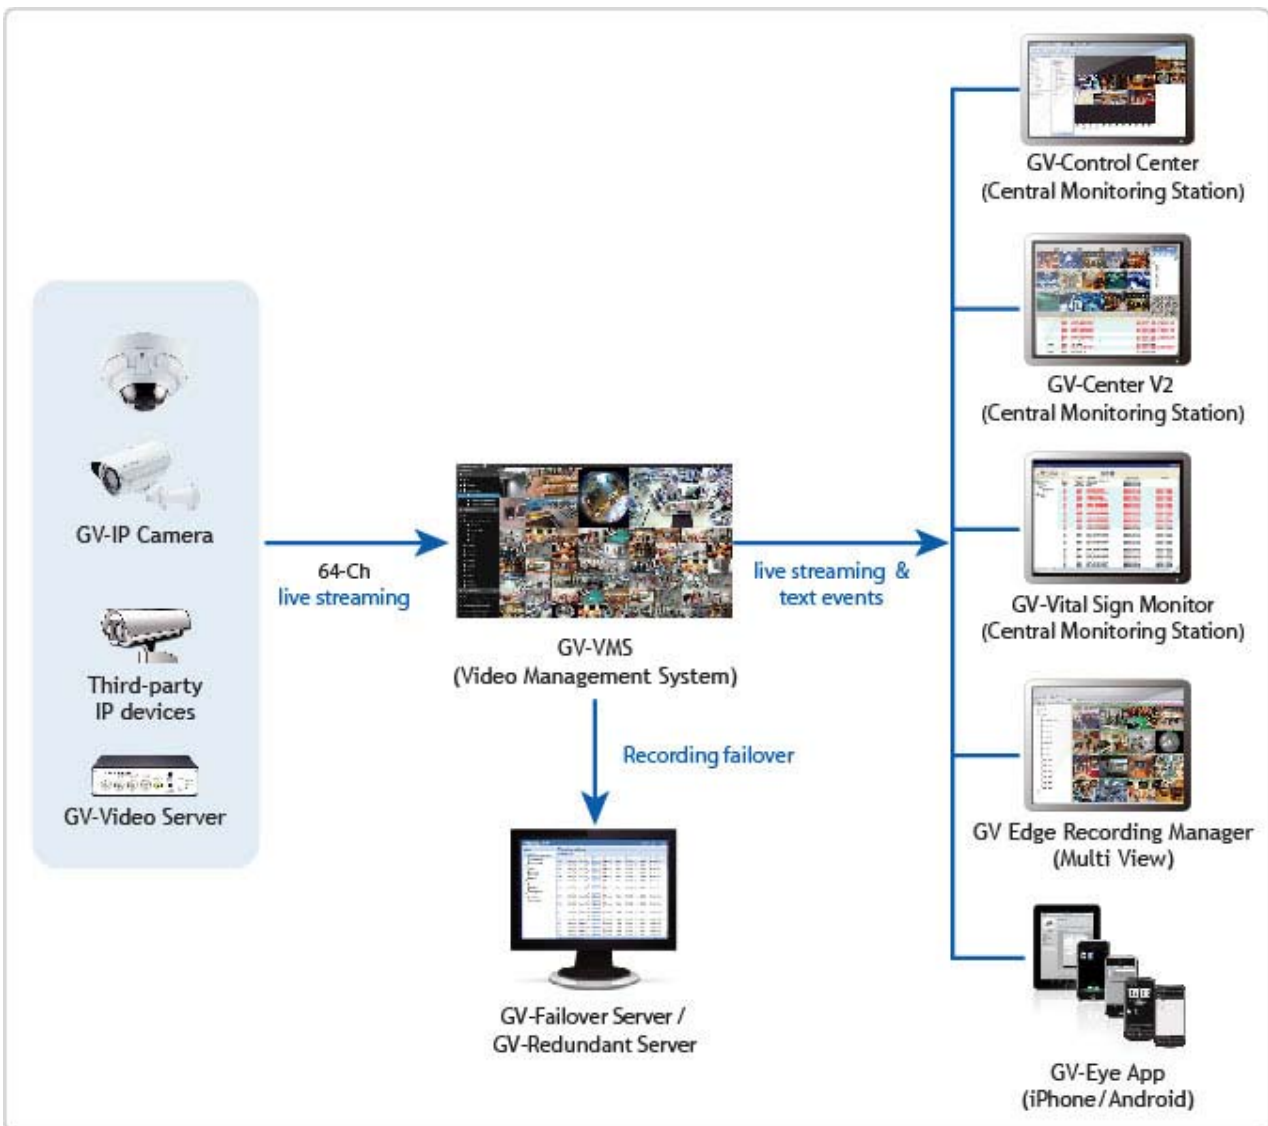 GV-Control Center
(Central Monitoring Station)
GV-Center V2
(Central Monitoring Station)
GV-IP Camera
64-Ch
live streaming
live streaming &
text events
GV-Vital Sign Monitor
(Central Monitoring Station)
GV-VMS
(Video Management System)
Third-party
IP devices
Recording failover
GV-Video Server
GV Edge Recording Manager
(Multi View)
GV-Failover Server /
GV-Redundant Server
GV-Eye App
(iPhone/Android)